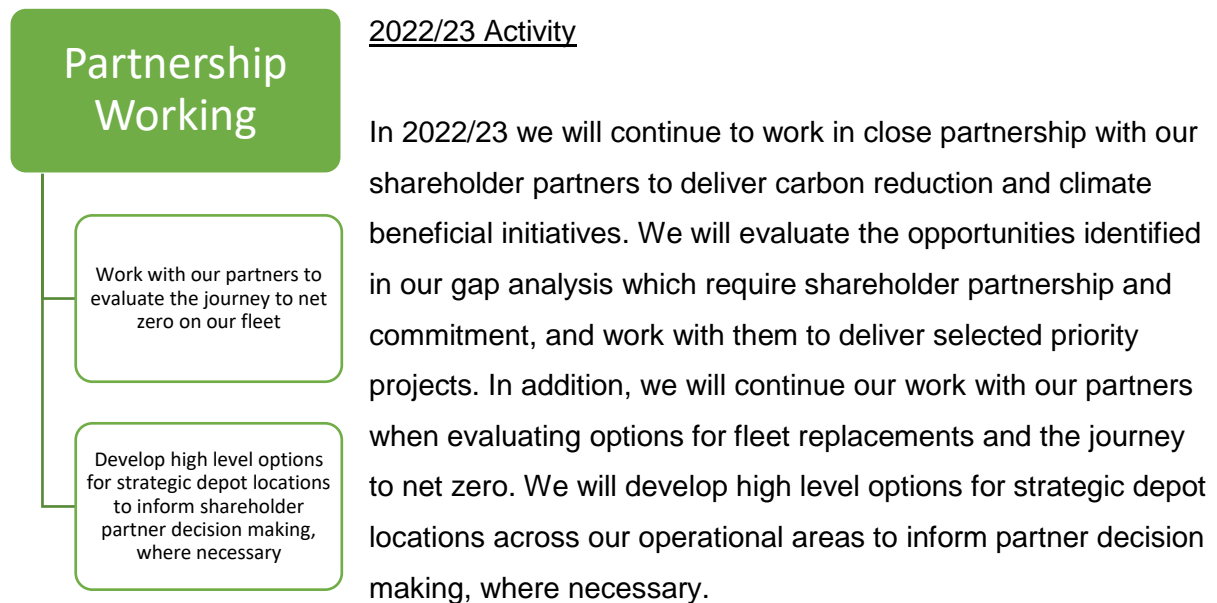 Partnership
Working
Work with our partners to
evaluate the journey to net
zero on our fleet
Develop high level options
for strategic depot locations
to inform shareholder
partner decision making,
where necessary
2022/23 Activity
In 2022/23 we will continue to work in close partnership with our
shareholder partners to deliver carbon reduction and climate
beneficial initiatives. We will evaluate the opportunities identified
in our gap analysis which require shareholder partnership and
commitment, and work with them to deliver selected priority
projects. In addition, we will continue our work with our partners
when evaluating options for fleet replacements and the journey
to net zero. We will develop high level options for strategic depot
locations across our operational areas to inform partner decision
making, where necessary.